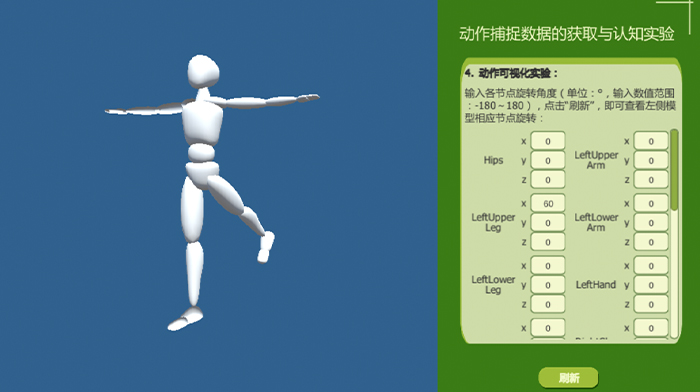 动作捕捉数据的获取与认知实验
4. 动作可视化实验：
输入各节点旋转角度（单位：°，输入数值范围
：-180～180），点击“刷新”，即可查看左侧模
型相应节点旋转：
Hips
x 0
y 0
z 0
LeftUpper
Arm
x 0
y 0
z 0
LeftUpper
Leg
x 60
y 0
z 0
LeftLower
Arm
x 0
y 0
z 0
LeftLower
Leg
x 0
y 0
z 0
LeftHand
x 0
y 0
z 0
x 0
x 0
刷新